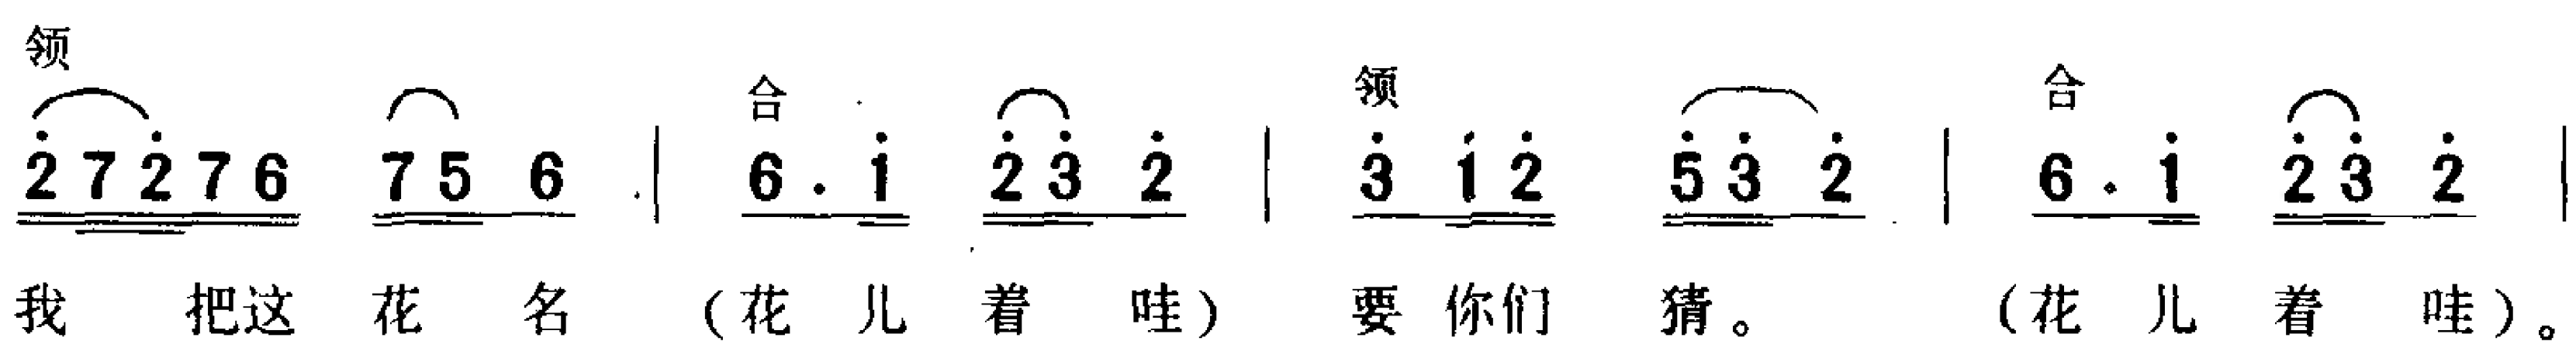 领 合 领 合
2̇ 7 2̇ 7 6 7 5 6 | 6 . 1̇ 2̇ 3̇ 2̇ | 3̇ 1̇ 2̇ 5̇ 3̇ 2̇ | 6 . 1̇ 2̇ 3̇ 2̇ |
我 把这 花 名 (花 儿 着 哇) 要 你们 猜。 (花 儿 着 哇)。